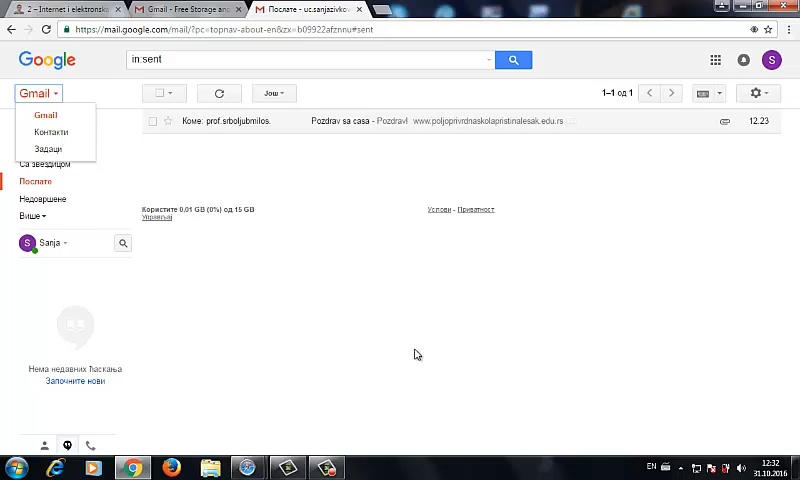 2 – Internet i elektronska
Gmail - Free Storage and
Послате - uc.sanjazivkov
https://mail.google.com/mail/?pc=topnav-about-en&zx=b09922afznnu#sent
Google
in:sent
S
Gmail
Још
1–1 од 1
Gmail
Контакти
Задаци
Са звездицом
Послате
Недовршене
Више
Коме: prof.srboljubmilos.
Pozdrav sa casa - Pozdrav! www.poljoprivrdnaskolapristinalesak.edu.rs
12.23
Користите 0,01 GB (0%) од 15 GB
Управљај
Услови - Приватност
S
Sanja
Нема недавних ћаскања
Започните нови
EN
12:32
31.10.2016